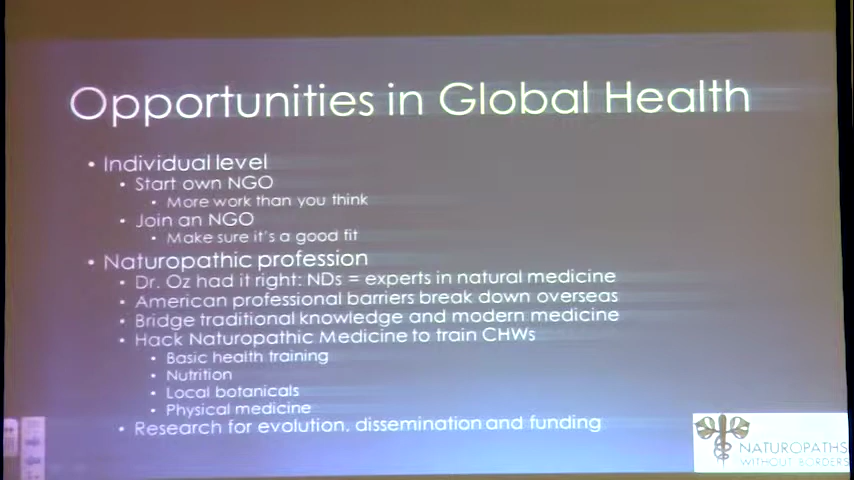 Opportunities in Global Health
• Individual level
• Start own NGO
• More work than you think
• Join an NGO
• Make sure it's a good fit
• Naturopathic profession
• Dr. Oz had it right: NDs = experts in natural medicine
• American professional barriers break down overseas
• Bridge traditional knowledge and modern medicine
• Hack Naturopathic Medicine to train CHWs
• Basic health training
• Nutrition
• Local botanicals
• Physical medicine
• Research for evolution, dissemination and funding
NATUROPATHS
WITHOUT BORDERS